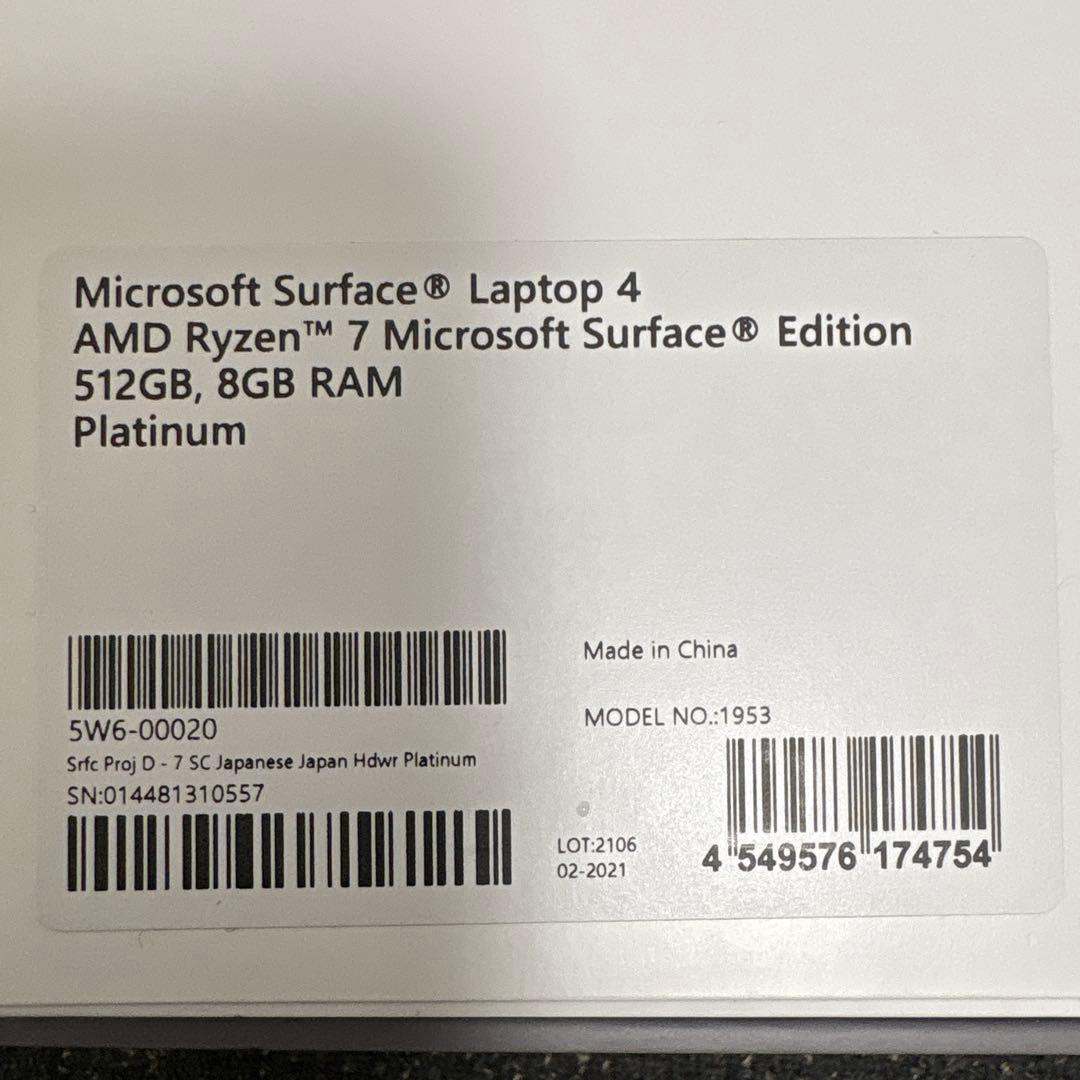 Microsoft Surface® Laptop 4
AMD Ryzen™ 7 Microsoft Surface® Edition
512GB, 8GB RAM
Platinum
5W6-00020
Srfc Proj D - 7 SC Japanese Japan Hdwr Platinum
SN:014481310557
Made in China
MODEL NO.:1953
LOT:2106
02-2021
4 549576 174754